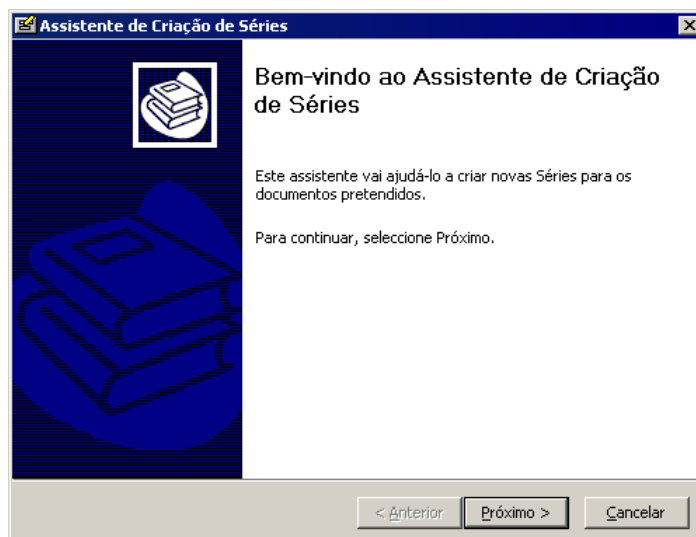 Assistente de Criação de Séries
Bem-vindo ao Assistente de Criação
de Séries
Este assistente vai ajudá-lo a criar novas Séries para os
documentos pretendidos.
Para continuar, seleccione Próximo.
< Anterior Próximo > Cancelar